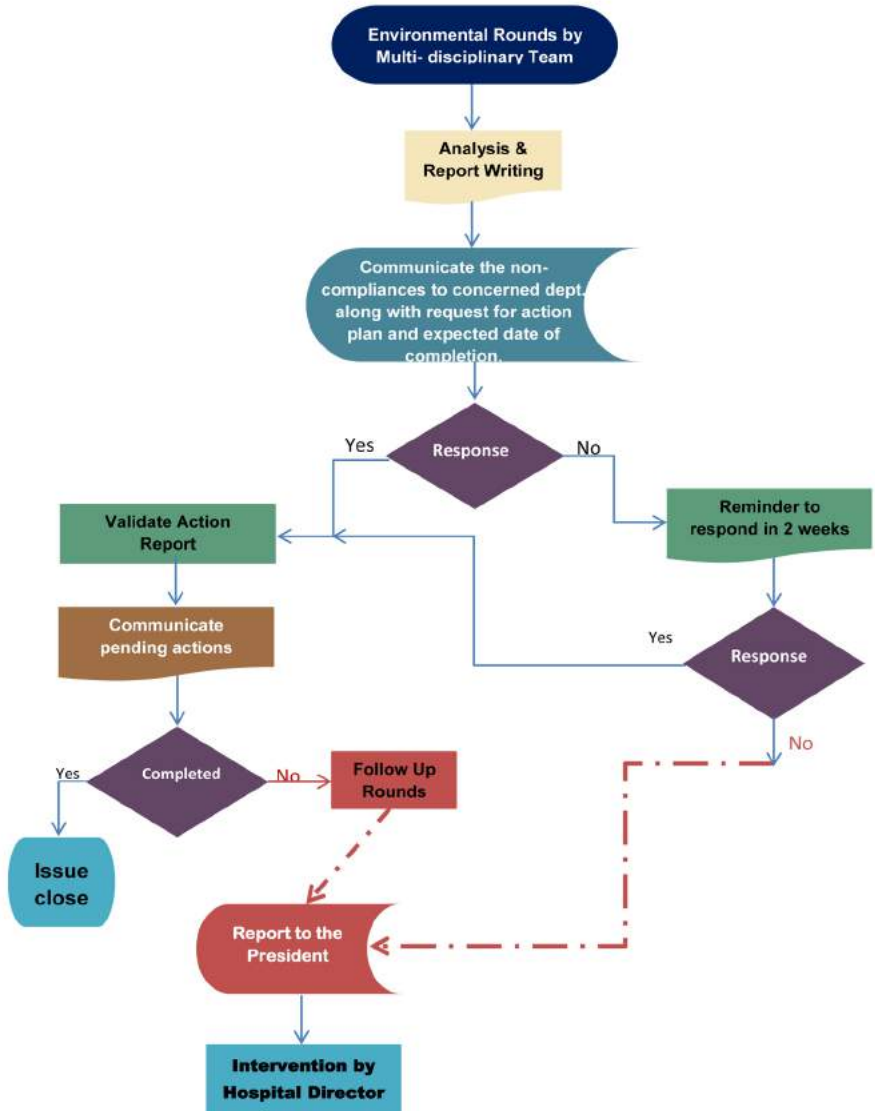 Environmental Rounds by
Multi- disciplinary Team
Analysis &
Report Writing
Communicate the non-
compliances to concerned dept.
along with request for action
plan and expected date of
completion.
Response
Yes
No
Validate Action
Report
Reminder to
respond in 2 weeks
Communicate
pending actions
Yes
Response
No
Completed
Yes
No
Follow Up
Rounds
Issue
close
Report to the
President
Intervention by
Hospital Director